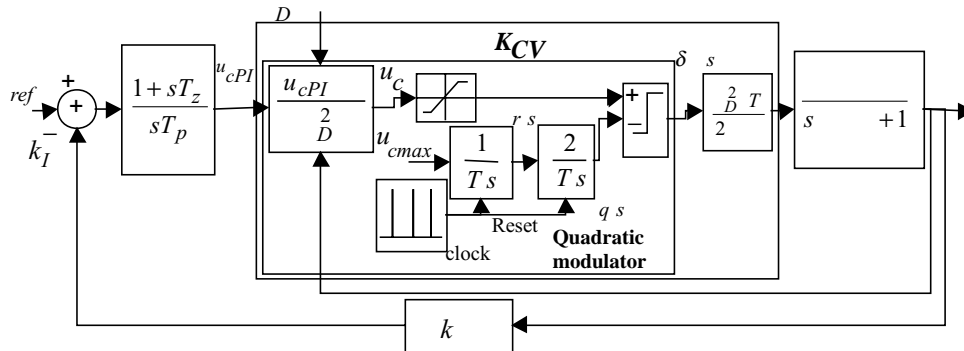 D
K_CV
δ s
ref
+
+
−
k_I
1 + sT_z
sT_p
u_cPI
u_cPI
2
D
u_c
u_cmax
r s
1
T s
2
T s
q s
+
−
2
D T
2
s +1
Reset
clock
Quadratic
modulator
k